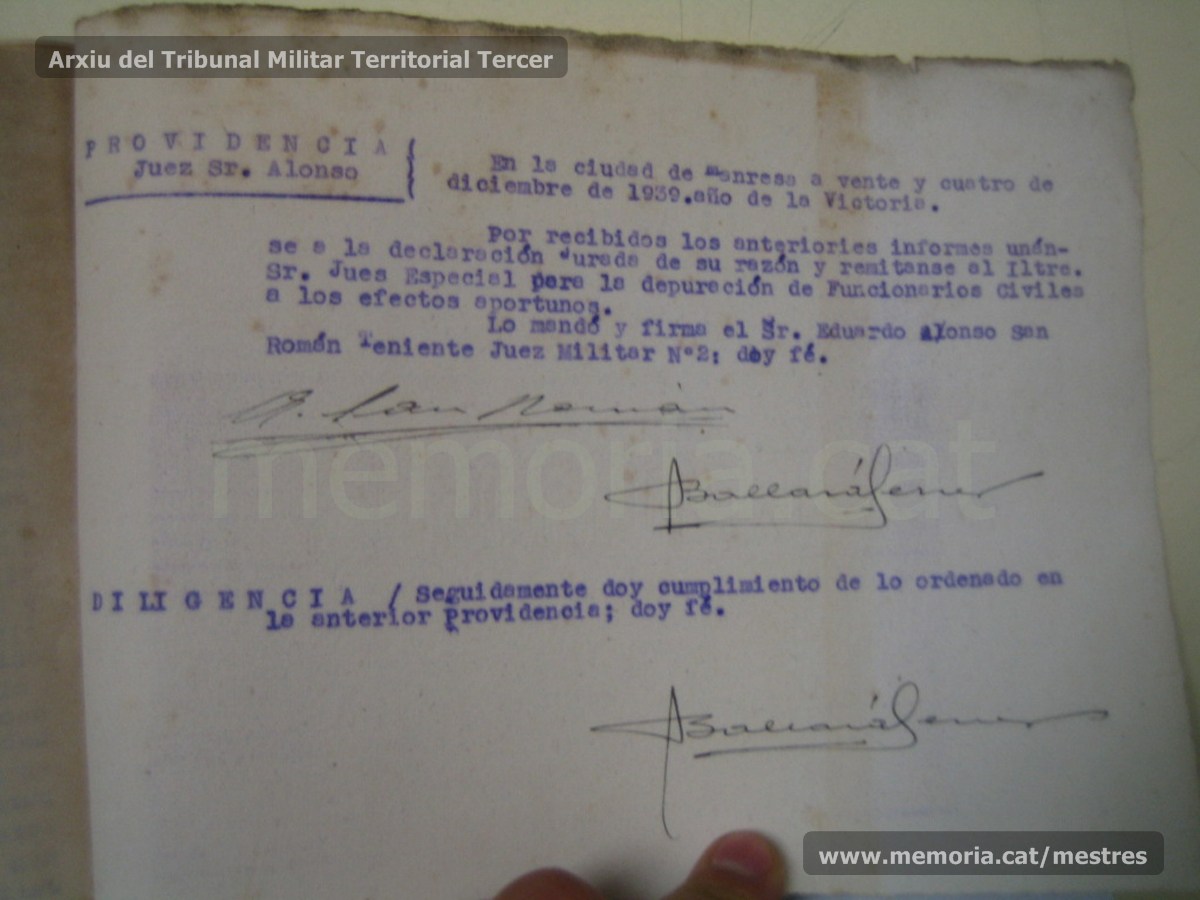 Arxiu del Tribunal Militar Territorial Tercer
PROVIDENCIA
Juez Sr. Alonso
En la ciudad de Manresa a vente y cuatro de
diciembre de 1939.año de la Victoria.
Por recibidos los anteriories informes unán-
se a la declaración jurada de su razón y remitanse al Iltre.
Sr. Jues Especial para la depuración de Funcionarios Civiles
a los efectos oportunos.
Lo mandó y firma el Sr. Eduardo Alonso San
Román Teniente Juez Militar Nº2; doy fé.
San Román
memoria.cat
DILIGENCIA / Seguidamente doy cumplimiento de lo ordenado en
la anterior Providencia; doy fé.
www.memoria.cat/mestres